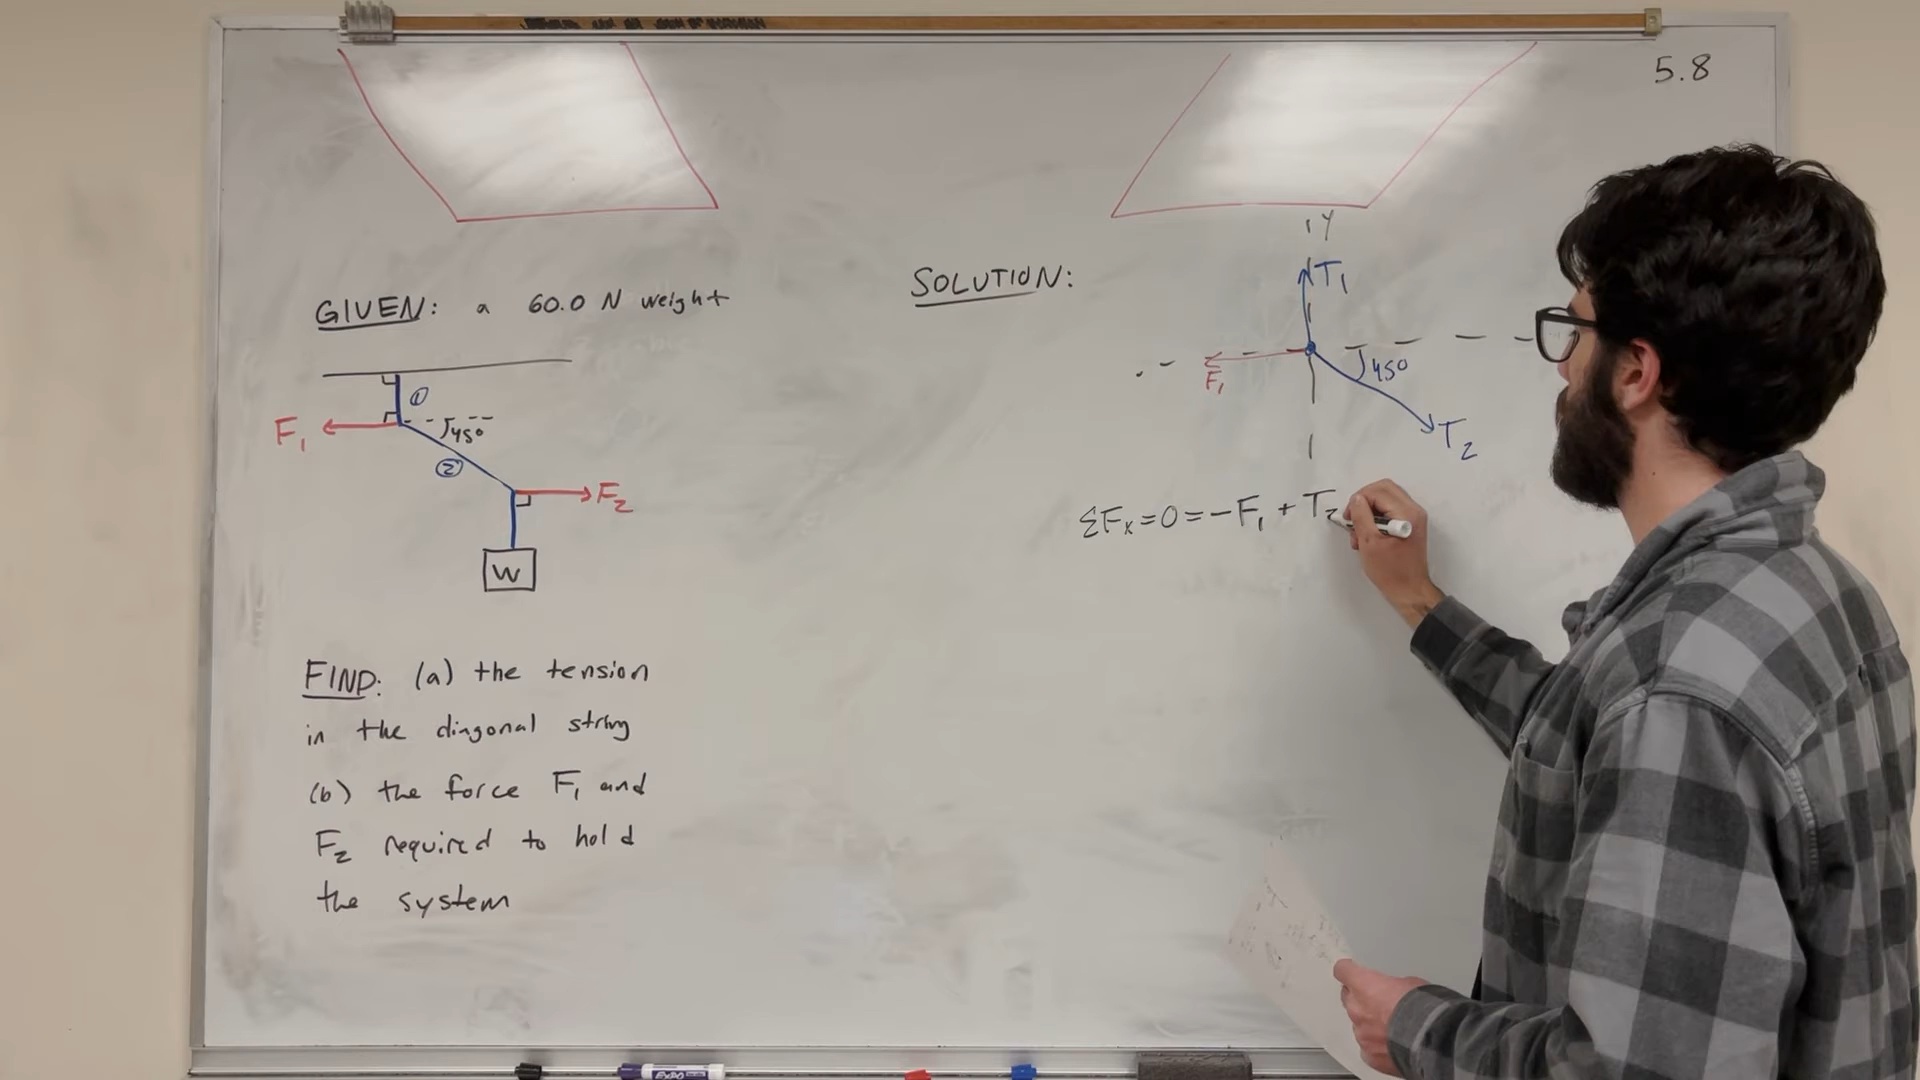 5.8
GIVEN: a 60.0 N weight
①
F₁
45°
②
F₂
W
FIND: (a) the tension
in the diagonal string
(b) the force F₁ and
F₂ required to hold
the system
SOLUTION:
Y
T₁
F₁
45°
T₂
ΣFₓ=0=-F₁+T₂
EXPO